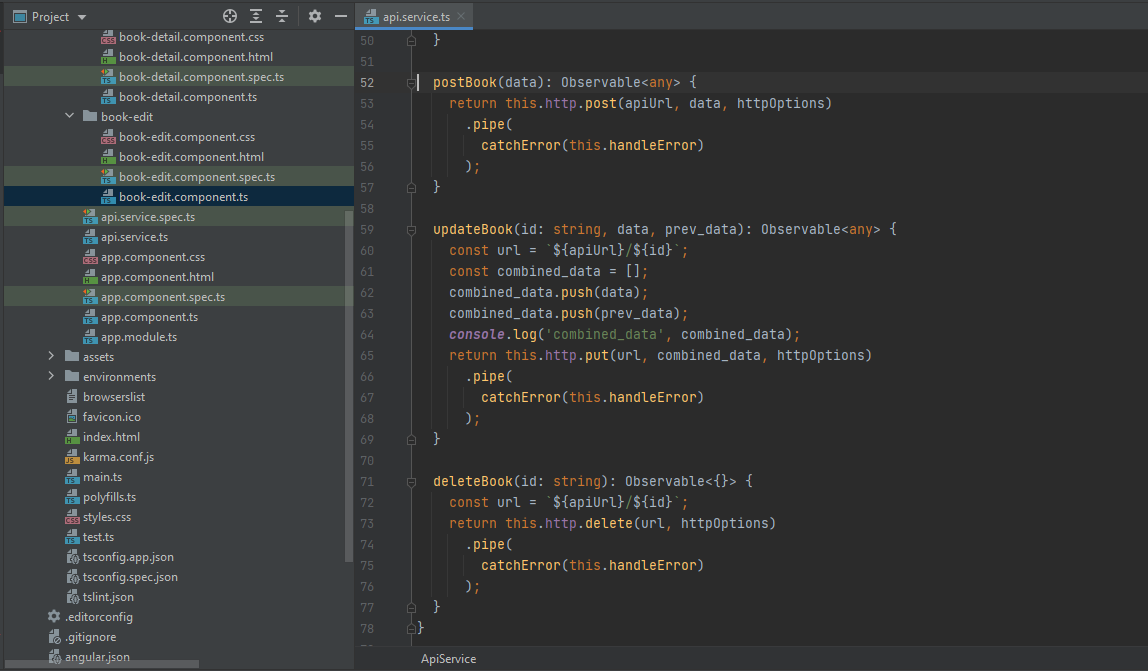 Project
book-detail.component.css
book-detail.component.html
book-detail.component.spec.ts
book-detail.component.ts
book-edit
book-edit.component.css
book-edit.component.html
book-edit.component.spec.ts
book-edit.component.ts
api.service.spec.ts
api.service.ts
app.component.css
app.component.html
app.component.spec.ts
app.component.ts
app.module.ts
assets
environments
browserslist
favicon.ico
index.html
karma.conf.js
main.ts
polyfills.ts
styles.css
test.ts
tsconfig.app.json
tsconfig.spec.json
tslint.json
.editorconfig
.gitignore
angular.json
api.service.ts
50 }
51
52 postBook(data): Observable<any> {
53 return this.http.post(apiUrl, data, httpOptions)
54 .pipe(
55 catchError(this.handleError)
56 );
57 }
58
59 updateBook(id: string, data, prev_data): Observable<any> {
60 const url = `${apiUrl}/${id}`;
61 const combined_data = [];
62 combined_data.push(data);
63 combined_data.push(prev_data);
64 console.log('combined_data', combined_data);
65 return this.http.put(url, combined_data, httpOptions)
66 .pipe(
67 catchError(this.handleError)
68 );
69 }
70
71 deleteBook(id: string): Observable<{}> {
72 const url = `${apiUrl}/${id}`;
73 return this.http.delete(url, httpOptions)
74 .pipe(
75 catchError(this.handleError)
76 );
77 }
78 }
ApiService